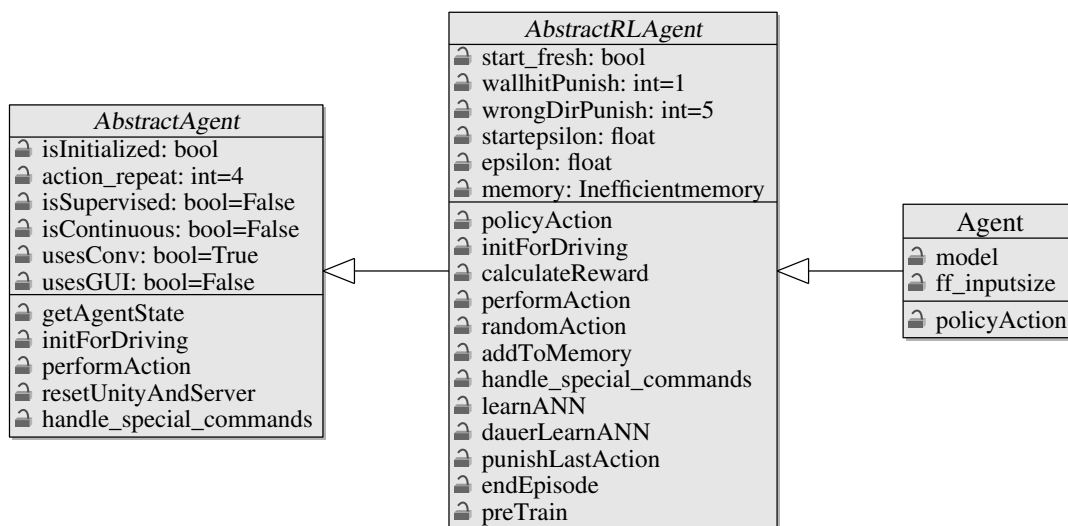 AbstractAgent
isInitialized: bool
action_repeat: int=4
isSupervised: bool=False
isContinuous: bool=False
usesConv: bool=True
usesGUI: bool=False
getAgentState
initForDriving
performAction
resetUnityAndServer
handle_special_commands
AbstractRLAgent
start_fresh: bool
wallhitPunish: int=1
wrongDirPunish: int=5
startepsilon: float
epsilon: float
memory: Inefficientmemory
policyAction
initForDriving
calculateReward
performAction
randomAction
addToMemory
handle_special_commands
learnANN
dauerLearnANN
punishLastAction
endEpisode
preTrain
Agent
model
ff_inputsize
policyAction